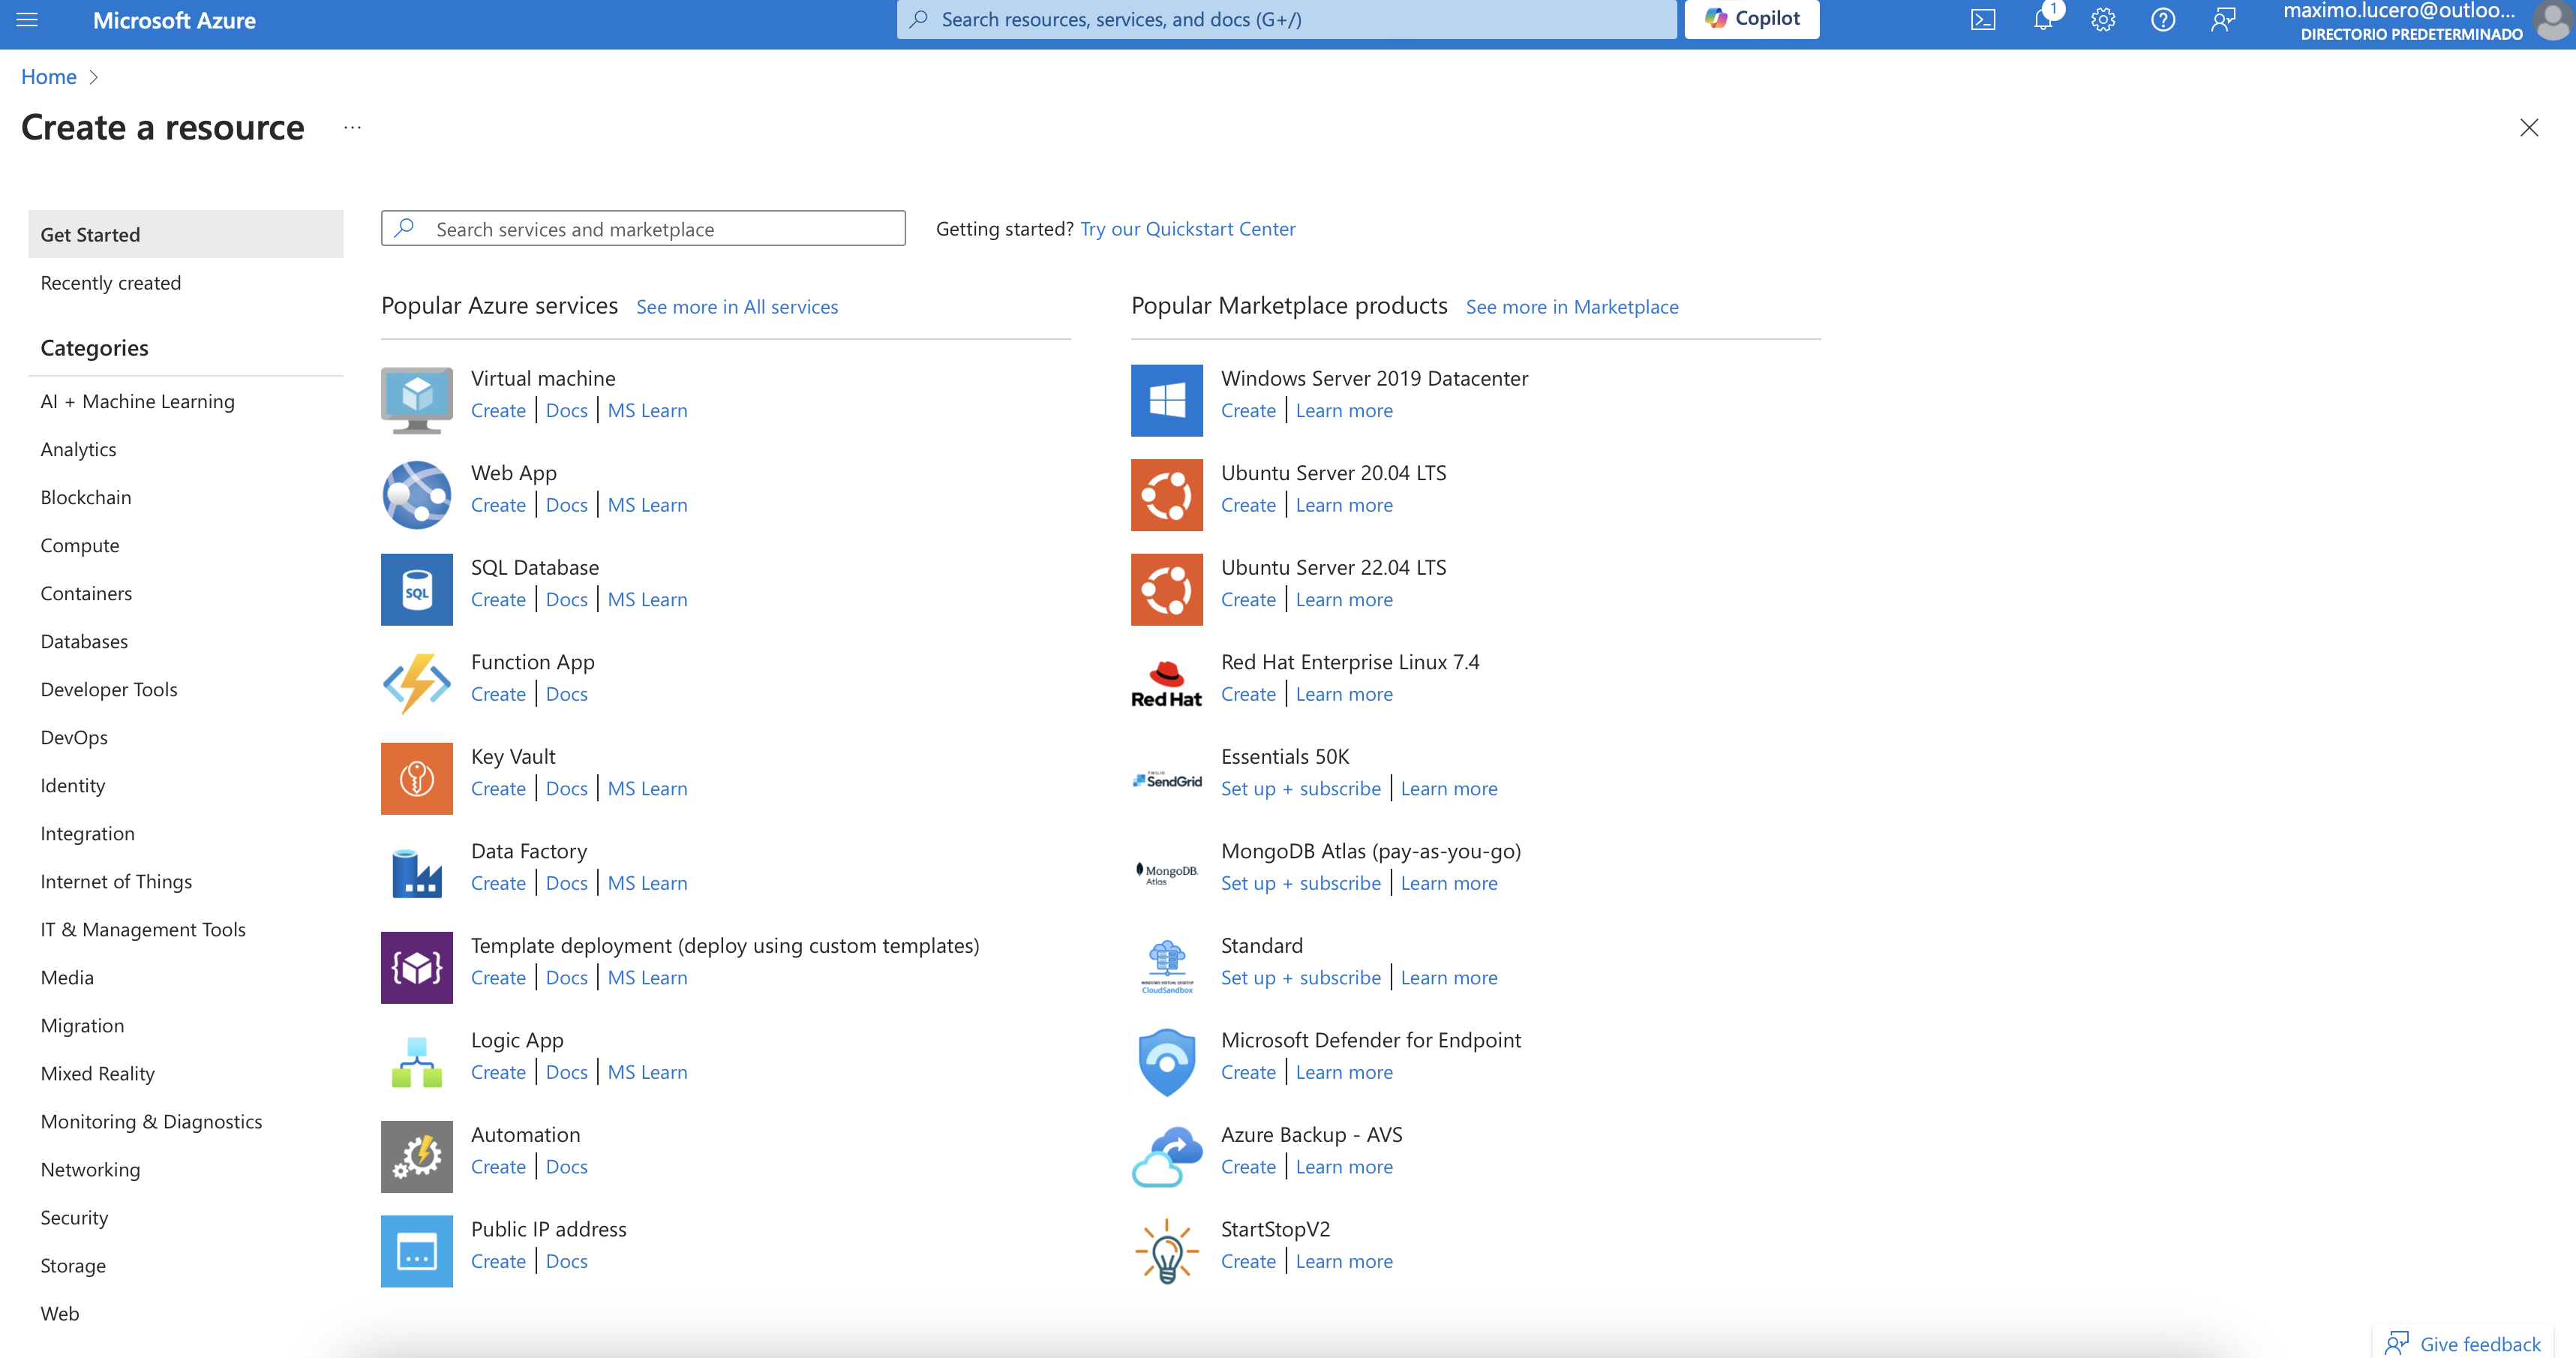 Microsoft Azure
Search resources, services, and docs (G+/)
Copilot
1
maximo.lucero@outloo...
DIRECTORIO PREDETERMINADO
Home
Create a resource
...
Get Started
Recently created
Categories
AI + Machine Learning
Analytics
Blockchain
Compute
Containers
Databases
Developer Tools
DevOps
Identity
Integration
Internet of Things
IT & Management Tools
Media
Migration
Mixed Reality
Monitoring & Diagnostics
Networking
Security
Storage
Web
Search services and marketplace
Getting started? Try our Quickstart Center
Popular Azure services See more in All services
Virtual machine
Create | Docs | MS Learn
Web App
Create | Docs | MS Learn
SQL
SQL Database
Create | Docs | MS Learn
Function App
Create | Docs
Key Vault
Create | Docs | MS Learn
Data Factory
Create | Docs | MS Learn
Template deployment (deploy using custom templates)
Create | Docs | MS Learn
Logic App
Create | Docs | MS Learn
Automation
Create | Docs
Public IP address
Create | Docs
Popular Marketplace products See more in Marketplace
Windows Server 2019 Datacenter
Create | Learn more
Ubuntu Server 20.04 LTS
Create | Learn more
Ubuntu Server 22.04 LTS
Create | Learn more
Red Hat
Red Hat Enterprise Linux 7.4
Create | Learn more
TWILIO
SendGrid
Essentials 50K
Set up + subscribe | Learn more
MongoDB.
Atlas
MongoDB Atlas (pay-as-you-go)
Set up + subscribe | Learn more
WINDOWS VIRTUAL DESKTOP
CloudSandbox
Standard
Set up + subscribe | Learn more
Microsoft Defender for Endpoint
Create | Learn more
Azure Backup - AVS
Create | Learn more
StartStopV2
Create | Learn more
Give feedback